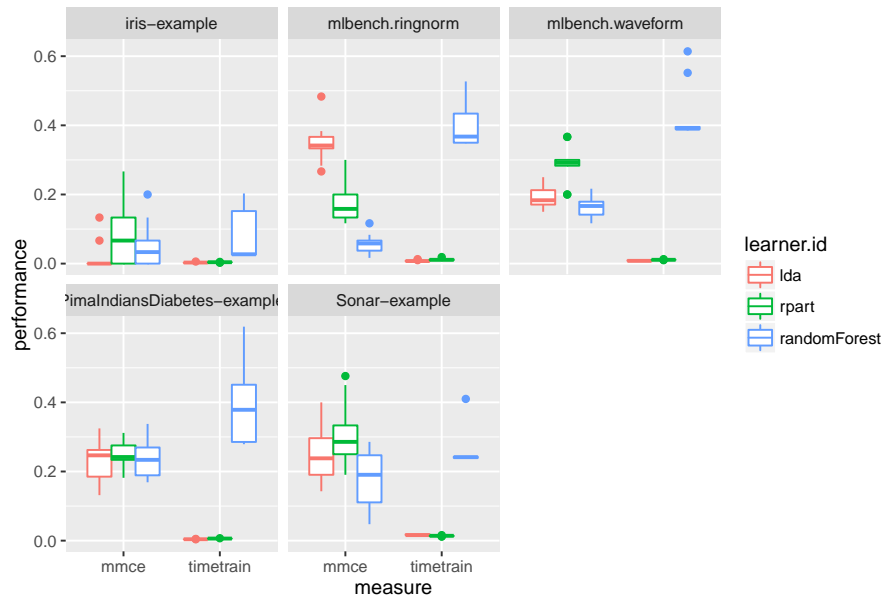 iris−example
mlbench.ringnorm
mlbench.waveform
0.6
0.4
0.2
0.0
PimaIndiansDiabetes−example
Sonar−example
0.6
0.4
0.2
0.0
mmce
timetrain
mmce
timetrain
measure
performance
learner.id
lda
rpart
randomForest